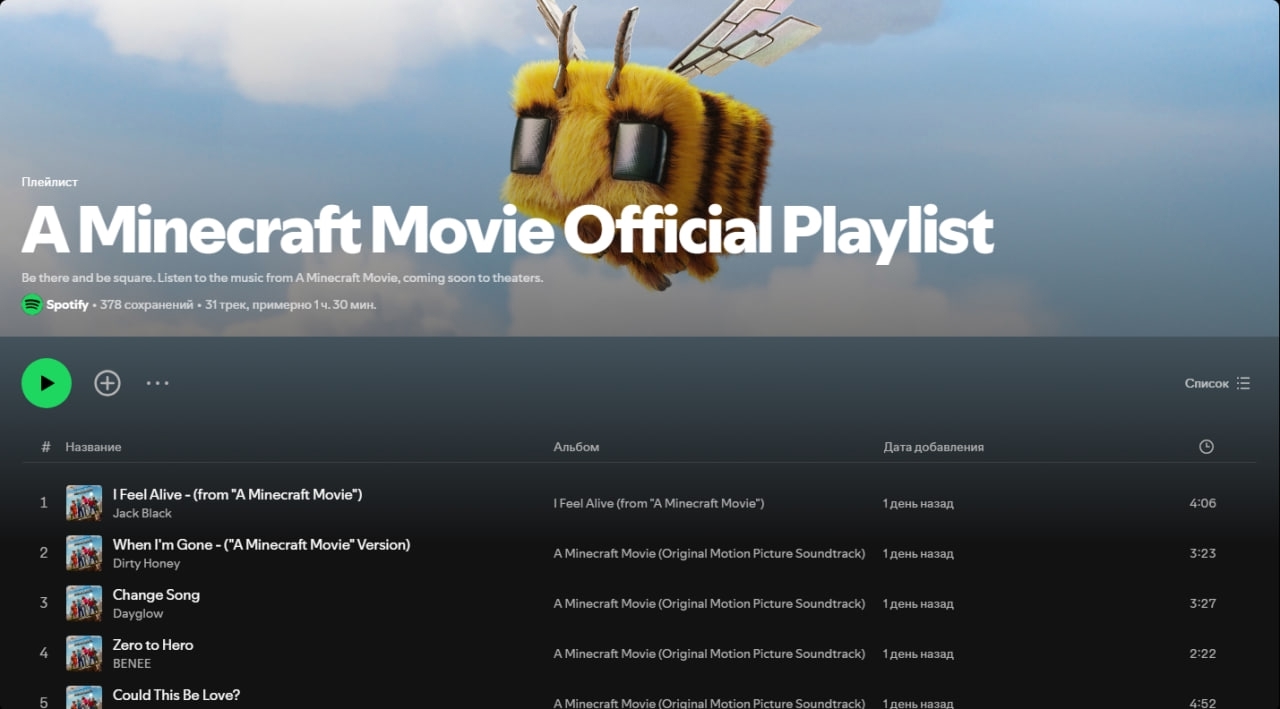 Плейлист
A Minecraft Movie Official Playlist
Be there and be square. Listen to the music from A Minecraft Movie, coming soon to theaters.
Spotify • 378 сохранений • 31 трек, примерно 1 ч. 30 мин.
Список
# Название Альбом Дата добавления
1 I Feel Alive - (from "A Minecraft Movie") I Feel Alive (from "A Minecraft Movie") 1 день назад 4:06
Jack Black
2 When I'm Gone - ("A Minecraft Movie" Version) A Minecraft Movie (Original Motion Picture Soundtrack) 1 день назад 3:23
Dirty Honey
3 Change Song A Minecraft Movie (Original Motion Picture Soundtrack) 1 день назад 3:27
Dayglow
4 Zero to Hero A Minecraft Movie (Original Motion Picture Soundtrack) 1 день назад 2:22
BENEE
5 Could This Be Love? A Minecraft Movie (Original Motion Picture Soundtrack) 1 день назад 4:52